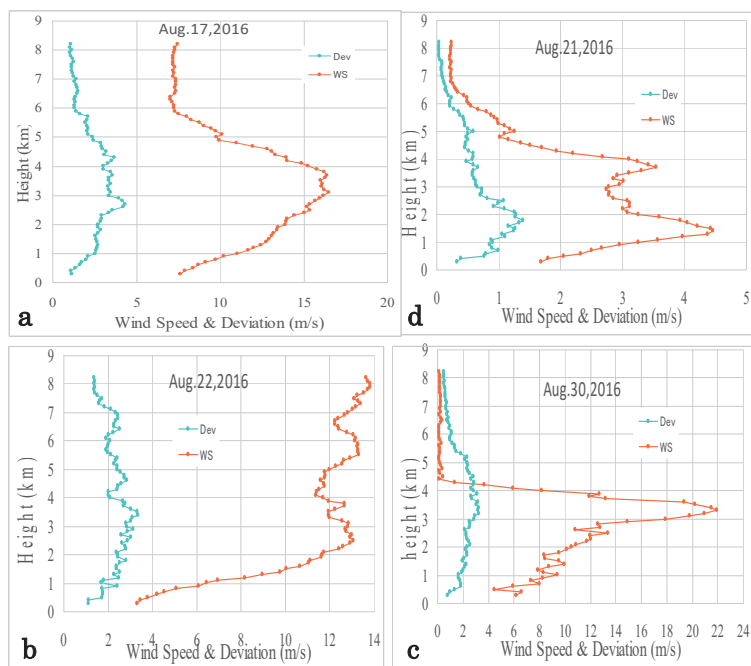 Aug.17,2016
Dev
WS
Height (km)
9
8
7
6
5
4
3
2
1
0
0 5 10 15 20
Wind Speed & Deviation (m/s)
a
Aug.21,2016
Dev
WS
Height (km)
9
8
7
6
5
4
3
2
1
0
0 1 2 3 4 5
Wind Speed & Deviation (m/s)
d
Aug.22,2016
Dev
WS
Height (km)
9
8
7
6
5
4
3
2
1
0
0 2 4 6 8 10 12 14
Wind Speed & Deviation (m/s)
b
Aug.30,2016
Dev
WS
height (km)
9
8
7
6
5
4
3
2
1
0
0 2 4 6 8 10 12 14 16 18 20 22 24
Wind Speed & Deviation (m/s)
c